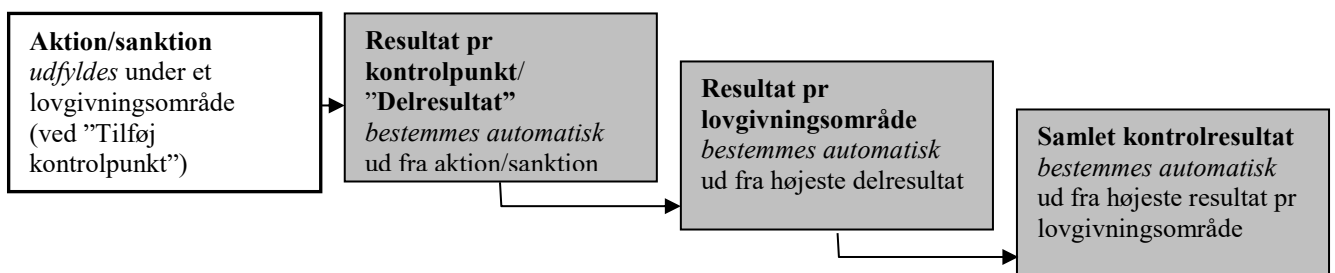 Aktion/sanktion
udfyldes under et
lovgivningsområde
(ved ”Tilføj
kontrolpunkt”)
Resultat pr
kontrolpunkt/
”Delresultat”
bestemmes automatisk
ud fra aktion/sanktion
Resultat pr
lovgivningsområde
bestemmes automatisk
ud fra højeste delresultat
Samlet kontrolresultat
bestemmes automatisk
ud fra højeste resultat pr
lovgivningsområde